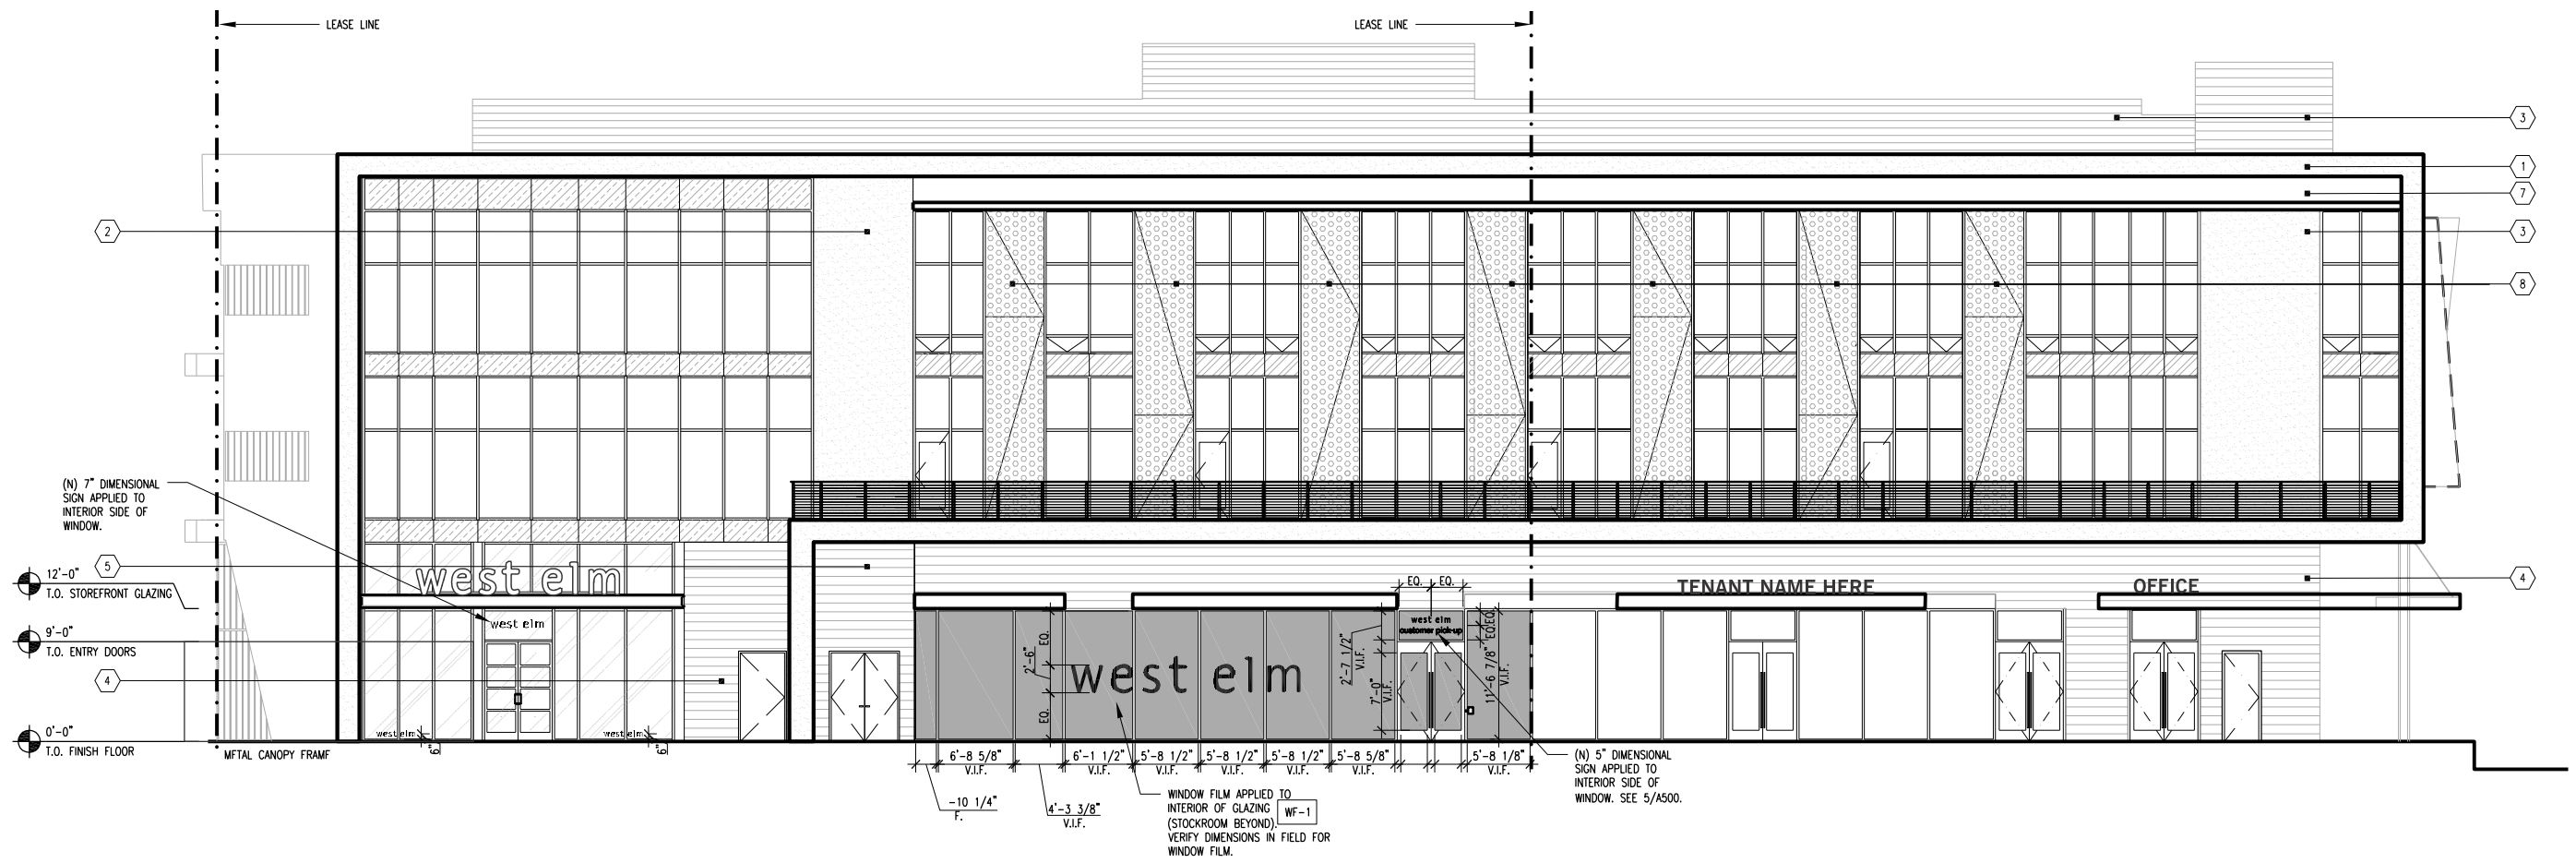 LEASE LINE
LEASE LINE
3
1
7
2
3
8
(N) 7" DIMENSIONAL
SIGN APPLIED TO
INTERIOR SIDE OF
WINDOW.
5
12'-0"
T.O. STOREFRONT GLAZING
9'-0"
T.O. ENTRY DOORS
4
0'-0"
T.O. FINISH FLOOR
METAL CANOPY FRAME
west elm
west elm
west elm
6"
west elm
6"
west elm
EQ.
2'-6"
EQ.
EQ.
EQ.
west elm
customer pick-up
EQ.
EQ.
2'-7 1/2"
V.I.F.
7'-0"
V.I.F.
11'-6 7/8"
V.I.F.
TENANT NAME HERE
OFFICE
4
6'-8 5/8"
V.I.F.
6'-1 1/2"
V.I.F.
5'-8 1/2"
V.I.F.
5'-8 1/2"
V.I.F.
5'-8 1/2"
V.I.F.
5'-8 5/8"
V.I.F.
5'-8 1/8"
V.I.F.
-10 1/4"
F.
4'-3 3/8"
V.I.F.
WINDOW FILM APPLIED TO
INTERIOR OF GLAZING WF-1
(STOCKROOM BEYOND).
VERIFY DIMENSIONS IN FIELD FOR
WINDOW FILM.
(N) 5" DIMENSIONAL
SIGN APPLIED TO
INTERIOR SIDE OF
WINDOW. SEE 5/A500.